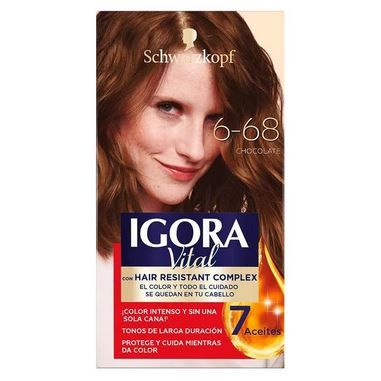 Schwarzkopf
6-68
CHOCOLATE
IGORA
Vital
CON HAIR RESISTANT COMPLEX
EL COLOR Y TODO EL CUIDADO
SE QUEDAN EN TU CABELLO
¡COLOR INTENSO Y SIN UNA
SOLA CANA!
TONOS DE LARGA DURACIÓN
PROTEGE Y CUIDA MIENTRAS
DA COLOR
7 Aceites